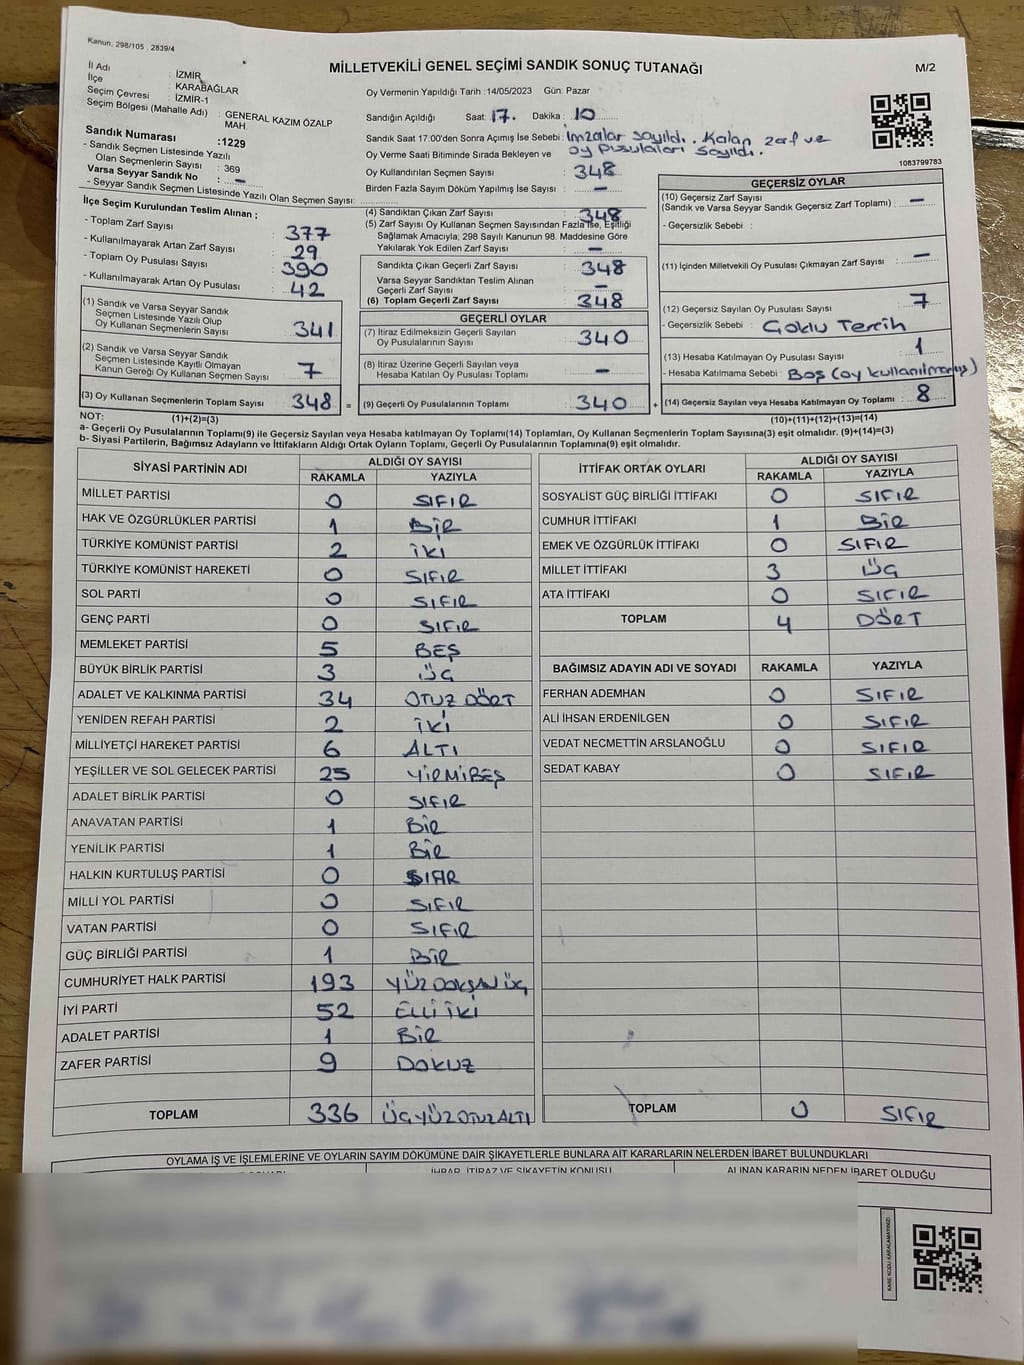 Kanun: 298/105 , 2839/4
MİLLETVEKİLİ GENEL SEÇİMİ SANDIK SONUÇ TUTANAĞI
M/2
İl Adı : İZMİR
İlçe : KARABAĞLAR
Seçim Çevresi : İZMİR-1
Seçim Bölgesi (Mahalle Adı) : GENERAL KAZIM ÖZALP MAH.
Sandık Numarası :1229
- Sandık Seçmen Listesinde Yazılı
Olan Seçmenlerin Sayısı : 369
Varsa Seyyar Sandık No : —
- Seyyar Sandık Seçmen Listesinde Yazılı Olan Seçmen Sayısı:
Oy Vermenin Yapıldığı Tarih :14/05/2023 Gün: Pazar
Sandığın Açıldığı Saat: 17. Dakika : 10
Sandık Saat 17:00'den Sonra Açımış İse Sebebi : İmzalar sayıldı. Kalan zarf ve
oy pusulaları sayıldı.
Oy Verme Saati Bitiminde Sırada Bekleyen ve
Oy Kullandırılan Seçmen Sayısı : 348
Birden Fazla Sayım Döküm Yapılmış İse Sayısı : —
1083799783
İlçe Seçim Kurulundan Teslim Alınan ;
- Toplam Zarf Sayısı : 377
- Kullanılmayarak Artan Zarf Sayısı : 29
- Toplam Oy Pusulası Sayısı : 390
- Kullanılmayarak Artan Oy Pusulası : 42
(1) Sandık ve Varsa Seyyar Sandık
Seçmen Listesinde Yazılı Olup
Oy Kullanan Seçmenlerin Sayısı 341
(2) Sandık ve Varsa Seyyar Sandık
Seçmen Listesinde Kayıtlı Olmayan
Kanun Gereği Oy Kullanan Seçmen Sayısı 7
(3) Oy Kullanan Seçmenlerin Toplam Sayısı 348 =
(4) Sandıktan Çıkan Zarf Sayısı : 348
(5) Zarf Sayısı Oy Kullanan Seçmen Sayısından Fazla İse, Eşitliği
Sağlamak Amacıyla; 298 Sayılı Kanunun 98. Maddesine Göre
Yakılarak Yok Edilen Zarf Sayısı : —
Sandıkta Çıkan Geçerli Zarf Sayısı : 348
Varsa Seyyar Sandıktan Teslim Alınan
Geçerli Zarf Sayısı : —
(6) Toplam Geçerli Zarf Sayısı : 348
GEÇERLİ OYLAR
(7) İtiraz Edilmeksizin Geçerli Sayılan
Oy Pusulalarının Sayısı : 340
(8) İtiraz Üzerine Geçerli Sayılan veya
Hesaba Katılan Oy Pusulası Toplamı : —
(9) Geçerli Oy Pusulalarının Toplamı : 340 +
GEÇERSİZ OYLAR
(10) Geçersiz Zarf Sayısı
(Sandık ve Varsa Seyyar Sandık Geçersiz Zarf Toplamı) : —
- Geçersizlik Sebebi :
(11) İçinden Milletvekili Oy Pusulası Çıkmayan Zarf Sayısı : —
(12) Geçersiz Sayılan Oy Pusulası Sayısı : 7
- Geçersizlik Sebebi : Çoklu Tercih
(13) Hesaba Katılmayan Oy Pusulası Sayısı : 1
- Hesaba Katılmama Sebebi : Boş (oy kullanılmamış)
(14) Geçersiz Sayılan veya Hesaba Katılmayan Oy Toplamı : 8
NOT: (1)+(2)=(3) (10)+(11)+(12)+(13)=(14)
a- Geçerli Oy Pusulalarının Toplamı(9) ile Geçersiz Sayılan veya Hesaba katılmayan Oy Toplamı(14) Toplamları, Oy Kullanan Seçmenlerin Toplam Sayısına(3) eşit olmalıdır. (9)+(14)=(3)
b- Siyasi Partilerin, Bağımsız Adayların ve İttifakların Aldığı Ortak Oyların Toplamı, Geçerli Oy Pusulalarının Toplamına(9) eşit olmalıdır.
SİYASİ PARTİNİN ADI ALDIĞI OY SAYISI
RAKAMLA YAZIYLA
MİLLET PARTİSİ 0 SIFIR
HAK VE ÖZGÜRLÜKLER PARTİSİ 1 BİR
TÜRKİYE KOMÜNİST PARTİSİ 2 İKİ
TÜRKİYE KOMÜNİST HAREKETİ 0 SIFIR
SOL PARTİ 0 SIFIR
GENÇ PARTİ 0 SIFIR
MEMLEKET PARTİSİ 5 BEŞ
BÜYÜK BİRLİK PARTİSİ 3 ÜÇ
ADALET VE KALKINMA PARTİSİ 34 OTUZ DÖRT
YENİDEN REFAH PARTİSİ 2 İKİ
MİLLİYETÇİ HAREKET PARTİSİ 6 ALTI
YEŞİLLER VE SOL GELECEK PARTİSİ 25 YİRMİBEŞ
ADALET BİRLİK PARTİSİ 0 SIFIR
ANAVATAN PARTİSİ 1 BİR
YENİLİK PARTİSİ 1 BİR
HALKIN KURTULUŞ PARTİSİ 0 SIFIR
MİLLİ YOL PARTİSİ 0 SIFIR
VATAN PARTİSİ 0 SIFIR
GÜÇ BİRLİĞİ PARTİSİ 1 BİR
CUMHURİYET HALK PARTİSİ 193 YÜZ DOKSAN ÜÇ
İYİ PARTİ 52 ELLİ İKİ
ADALET PARTİSİ 1 BİR
ZAFER PARTİSİ 9 DOKUZ
TOPLAM 336 ÜÇYÜZOTUZALTI
İTTİFAK ORTAK OYLARI ALDIĞI OY SAYISI
RAKAMLA YAZIYLA
SOSYALİST GÜÇ BİRLİĞİ İTTİFAKI 0 SIFIR
CUMHUR İTTİFAKI 1 BİR
EMEK VE ÖZGÜRLÜK İTTİFAKI 0 SIFIR
MİLLET İTTİFAKI 3 ÜÇ
ATA İTTİFAKI 0 SIFIR
TOPLAM 4 DÖRT
BAĞIMSIZ ADAYIN ADI VE SOYADI RAKAMLA YAZIYLA
FERHAN ADEMHAN 0 SIFIR
ALİ İHSAN ERDENİLGEN 0 SIFIR
VEDAT NECMETTİN ARSLANOĞLU 0 SIFIR
SEDAT KABAY 0 SIFIR
TOPLAM 0 SIFIR
OYLAMA İŞ VE İŞLEMLERİNE VE OYLARIN SAYIM DÖKÜMÜNE DAİR ŞİKAYETLERLE BUNLARA AİT KARARLARIN NELERDEN İBARET BULUNDUKLARI
İHBAR, İTİRAZ VE ŞİKAYETİN KONUSU ALINAN KARARIN NEDEN İBARET OLDUĞU
KARE KODU KARALAMAYINIZ!